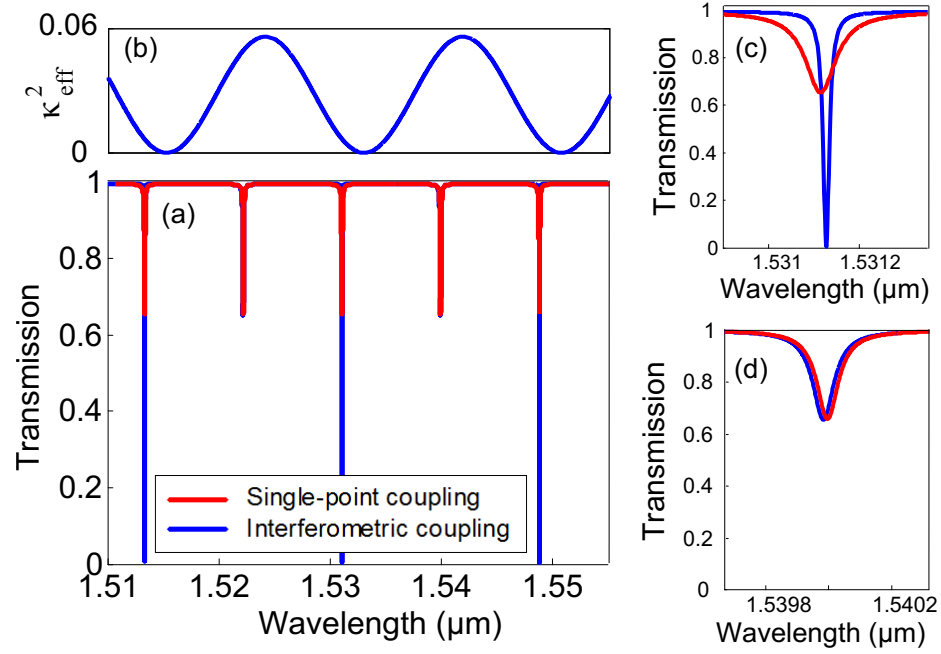 0.06
(b)
κ²eff
0
1
(a)
0.8
0.6
0.4
0.2
0
Transmission
Single-point coupling
Interferometric coupling
1.51 1.52 1.53 1.54 1.55
Wavelength (µm)
(c)
1
0.8
0.6
0.4
0.2
0
Transmission
1.531 1.5312
Wavelength (µm)
(d)
1
0.8
0.6
0.4
0.2
0
Transmission
1.5398 1.5402
Wavelength (µm)